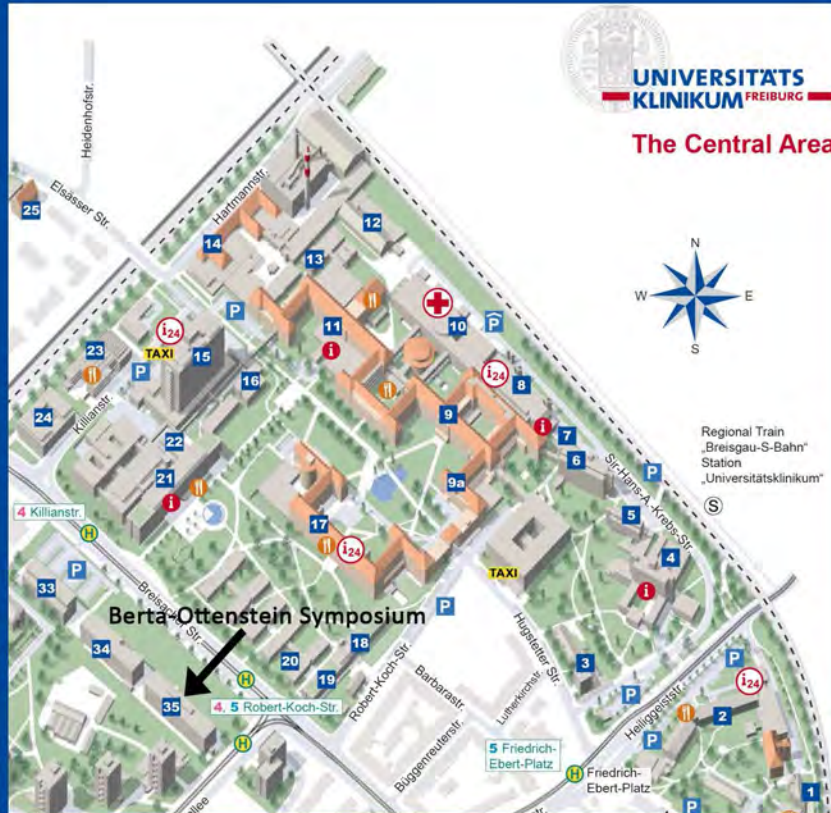 UNIVERSITÄTS
KLINIKUM FREIBURG
The Central Area
Heidenhofstr.
Elsässer Str.
25
Hartmannstr.
14
13
12
P
i24
TAXI
15
11
i
10
P
N
W
E
S
23
P
16
i24
8
24
Killianstr.
22
9
i
7
6
21
i
9a
Sir-Hans-A.-Krebs-Str.
P
Regional Train
„Breisgau-S-Bahn“
Station
„Universitätsklinikum“
S
5
4
4 Killianstr.
H
17
i24
TAXI
i
P
33
Breisacher Str.
Berta-Ottenstein Symposium
P
Hugstetter Str.
34
18
20
19
3
P
i24
H
35
4, 5 Robert-Koch-Str.
Robert-Koch-Str.
Barbarastr.
Lutherkirchstr.
P
Heiliggeiststr.
P
2
H
Büggenreuterstr.
5 Friedrich-
Ebert-Platz
H
Friedrich-
Ebert-Platz
P
1